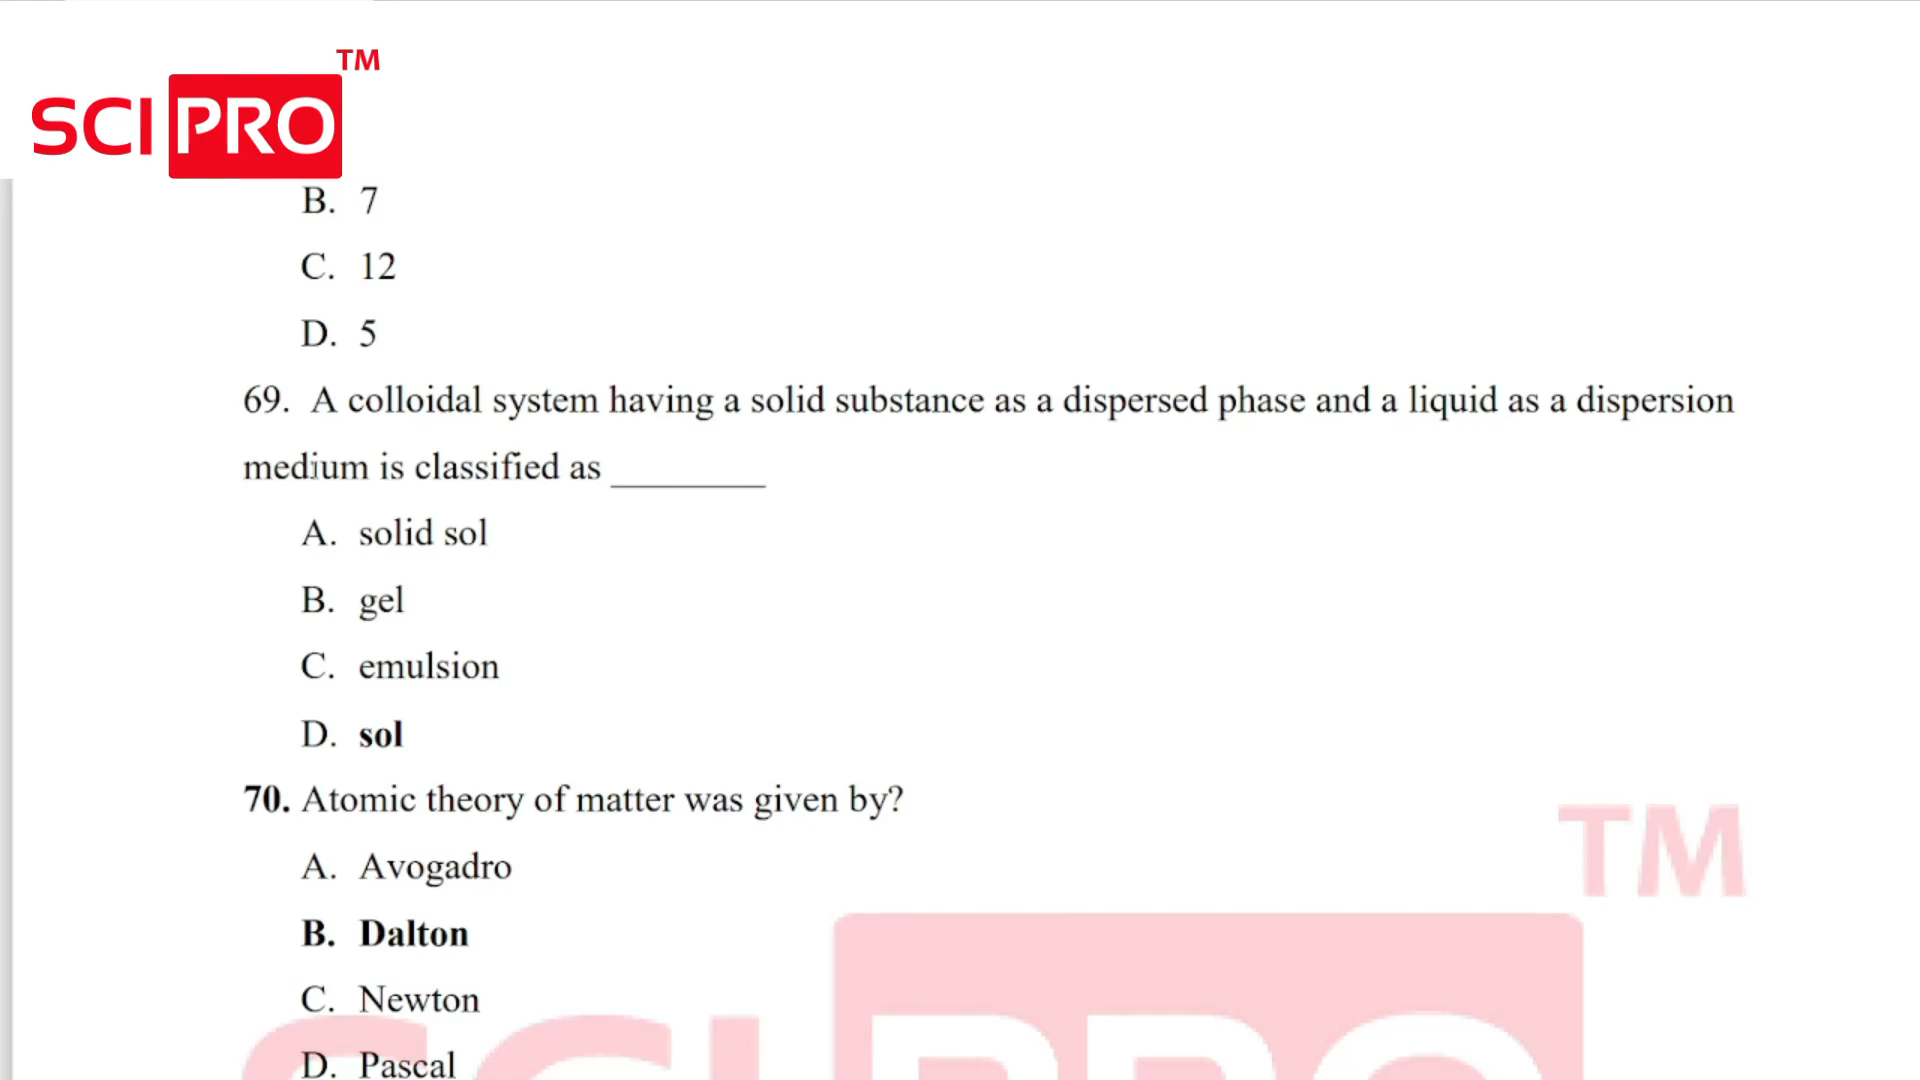 SCIPRO TM
B. 7
C. 12
D. 5
69. A colloidal system having a solid substance as a dispersed phase and a liquid as a dispersion
medium is classified as ________
A. solid sol
B. gel
C. emulsion
D. sol
70. Atomic theory of matter was given by?
A. Avogadro
B. Dalton
C. Newton
D. Pascal
TM
SCI PRO